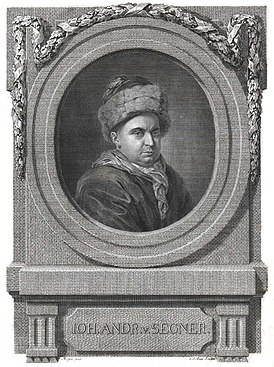 IOH. ANDR. v. SEGNER.